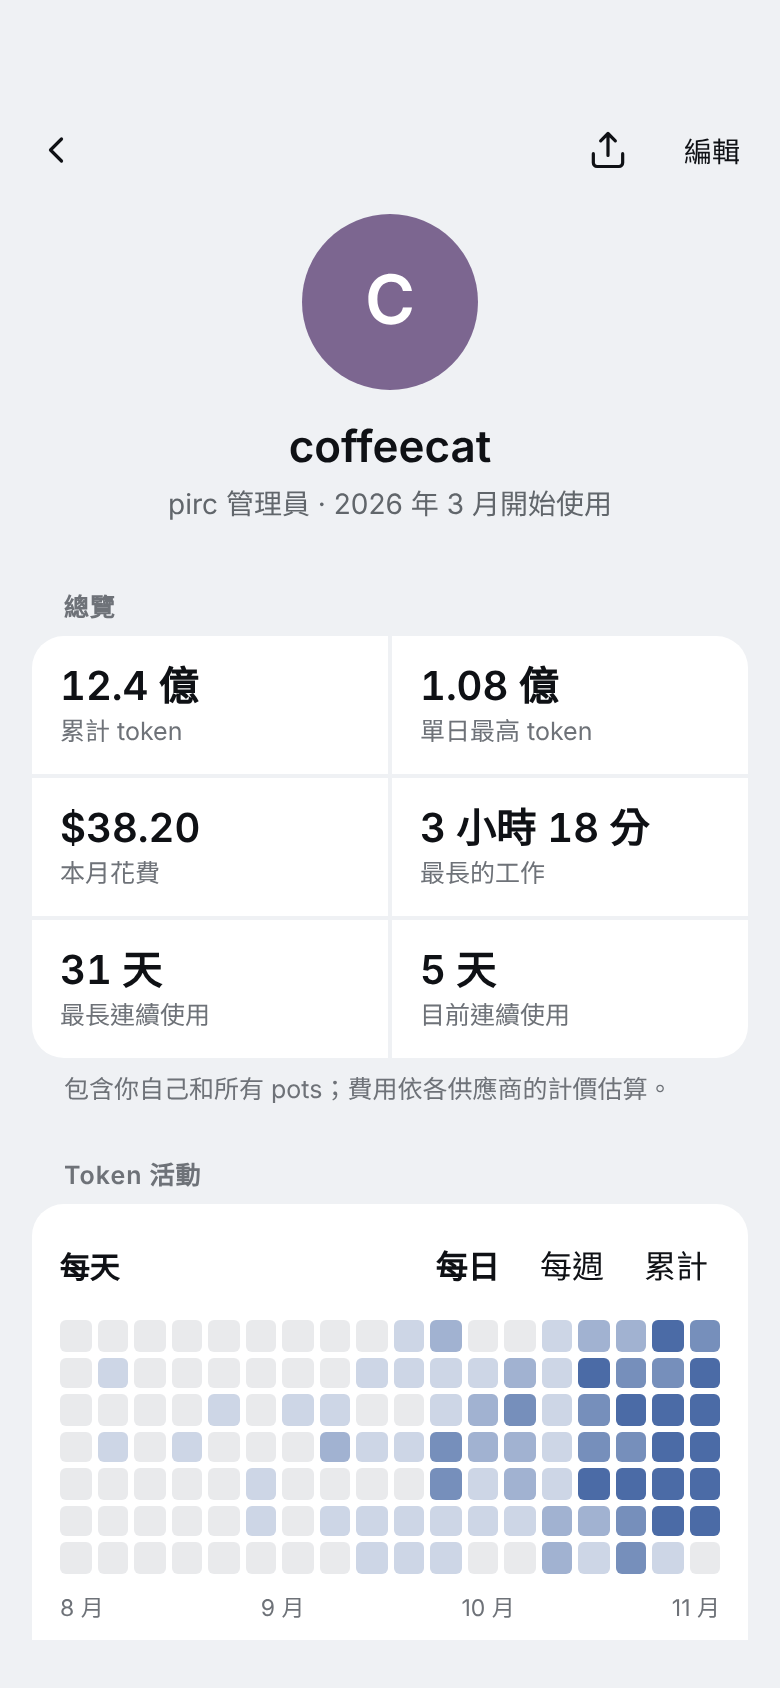 編輯
C
coffeecat
pirc 管理員 · 2026 年 3 月開始使用
總覽
12.4 億
累計 token
1.08 億
單日最高 token
$38.20
本月花費
3 小時 18 分
最長的工作
31 天
最長連續使用
5 天
目前連續使用
包含你自己和所有 pots；費用依各供應商的計價估算。
Token 活動
每天
每日 每週 累計
8 月 9 月 10 月 11 月